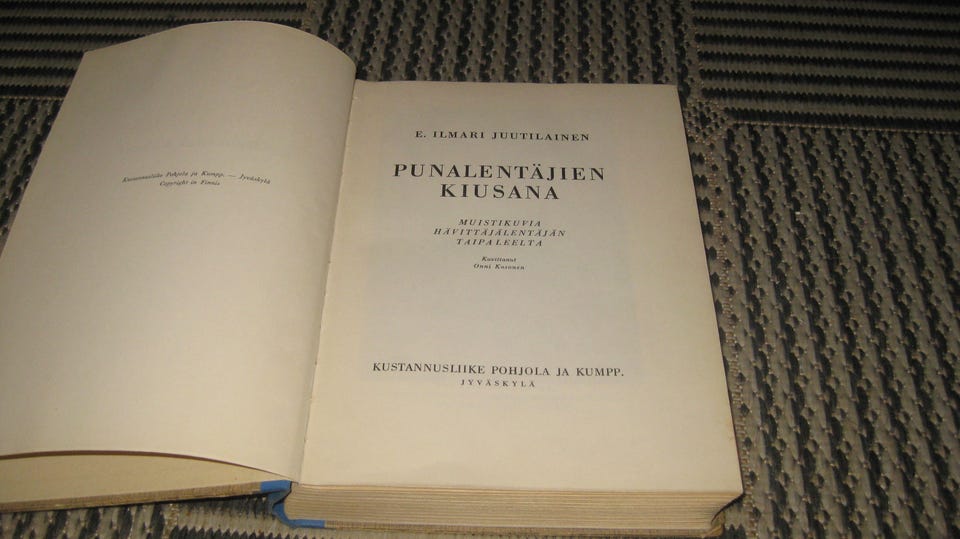 Kustannusliike Pohjola ja Kumpp. — Jyväskylä
Copyright in Finnis
E. ILMARI JUUTILAINEN
PUNALENTÄJIEN
KIUSANA
MUISTIKUVIA
HÄVITTÄJÄLENTÄJÄN
TAIPALEELTA
Kuvittanut
Onni Kosonen
KUSTANNUSLIIKE POHJOLA JA KUMPP.
JYVÄSKYLÄ